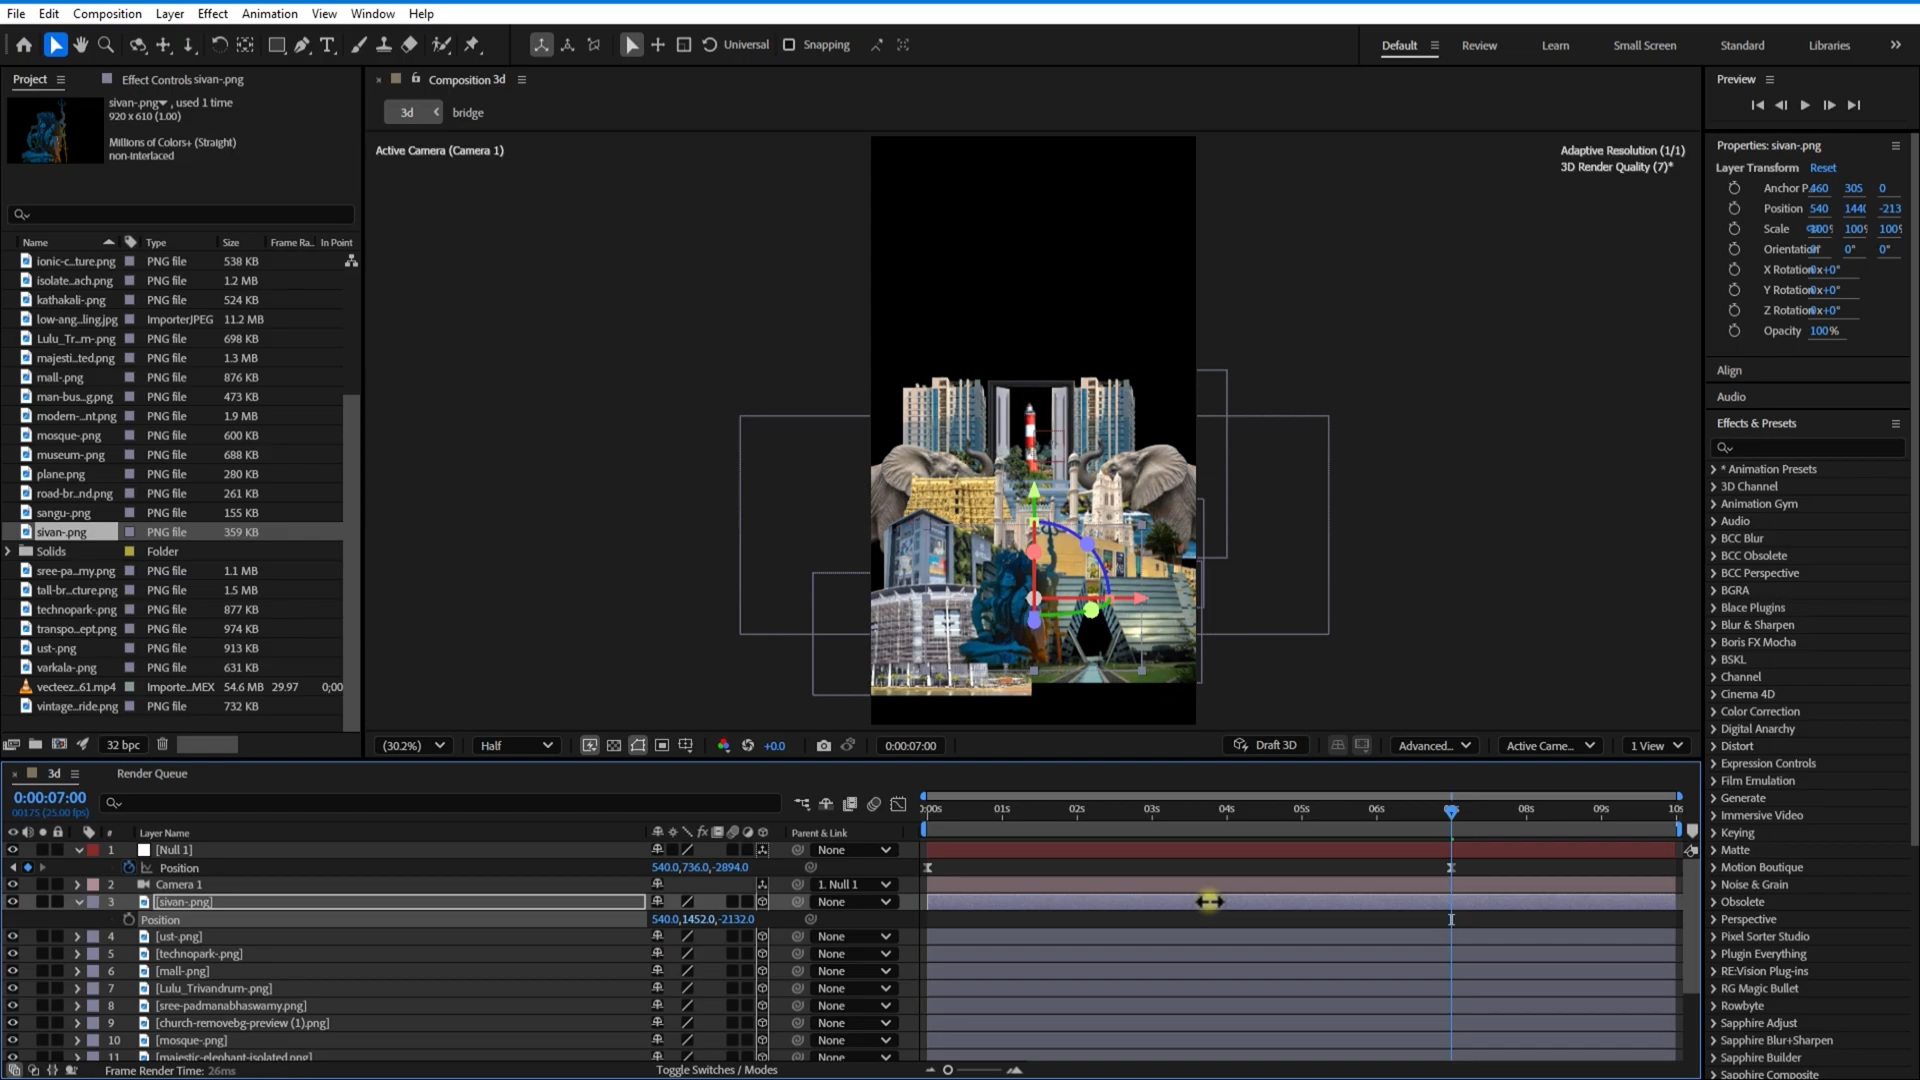 File Edit Composition Layer Effect Animation View Window Help
Universal Snapping Default Review Learn Small Screen Standard Libraries
Project Effect Controls sivan-.png
sivan-.png , used 1 time
920 x 610 (1.00)
Millions of Colors+ (Straight)
non-interlaced
Name Type Size Frame Ra... In Point
ionic-c...ture.png PNG file 538 KB
isolate...ach.png PNG file 1.2 MB
kathakali-.png PNG file 524 KB
low-ang...ling.jpg ImporterJPEG 11.2 MB
Lulu_Tr...m-.png PNG file 698 KB
majesti...ted.png PNG file 1.3 MB
mall-.png PNG file 876 KB
man-bus...g.png PNG file 473 KB
modern-...nt.png PNG file 1.9 MB
mosque-.png PNG file 600 KB
museum-.png PNG file 688 KB
plane.png PNG file 280 KB
road-br...nd.png PNG file 261 KB
sangu-.png PNG file 155 KB
sivan-.png PNG file 359 KB
Solids Folder
sree-pa...my.png PNG file 1.1 MB
tall-br...cture.png PNG file 1.5 MB
technopark-.png PNG file 877 KB
transpo...ept.png PNG file 974 KB
ust-.png PNG file 913 KB
varkala-.png PNG file 631 KB
vecteez...61.mp4 Importe...MEX 54.6 MB 29.97 0;00
vintage...ride.png PNG file 732 KB
32 bpc
Composition 3d
3d bridge
Active Camera (Camera 1)
Adaptive Resolution (1/1)
3D Render Quality (7)*
(30.2%) Half +0.0 0:00:07:00 Draft 3D Advanced... Active Came... 1 View
Preview
Properties: sivan-.png
Layer Transform Reset
Anchor P. 460 305 0
Position 540 144 -213
Scale 100 100 100
Orientation 0° 0° 0°
X Rotation 0x+0°
Y Rotation 0x+0°
Z Rotation 0x+0°
Opacity 100%
Align
Audio
Effects & Presets
* Animation Presets
3D Channel
Animation Gym
Audio
BCC Blur
BCC Obsolete
BCC Perspective
BGRA
Blace Plugins
Blur & Sharpen
Boris FX Mocha
BSKL
Channel
Cinema 4D
Color Correction
Digital Anarchy
Distort
Expression Controls
Film Emulation
Generate
Immersive Video
Keying
Matte
Motion Boutique
Noise & Grain
Obsolete
Perspective
Pixel Sorter Studio
Plugin Everything
RE:Vision Plug-ins
RG Magic Bullet
Rowbyte
Sapphire Adjust
Sapphire Blur+Sharpen
Sapphire Builder
Sapphire Composite
3d Render Queue
0:00:07:00
00175 (25.00 fps)
:00s 01s 02s 03s 04s 05s 06s 08s 09s 10s
# Layer Name Parent & Link
1 [Null 1] None
Position 540.0,736.0,-2894.0
2 Camera 1 1. Null 1
3 [sivan-.png] None
Position 540.0,1452.0,-2132.0
4 [ust-.png] None
5 [technopark-.png] None
6 [mall-.png] None
7 [Lulu_Trivandrum-.png] None
8 [sree-padmanabhaswamy.png] None
9 [church-removebg-preview (1).png] None
10 [mosque-.png] None
11 [majestic-elephant-isolated.png] None
Frame Render Time: 26ms Toggle Switches / Modes